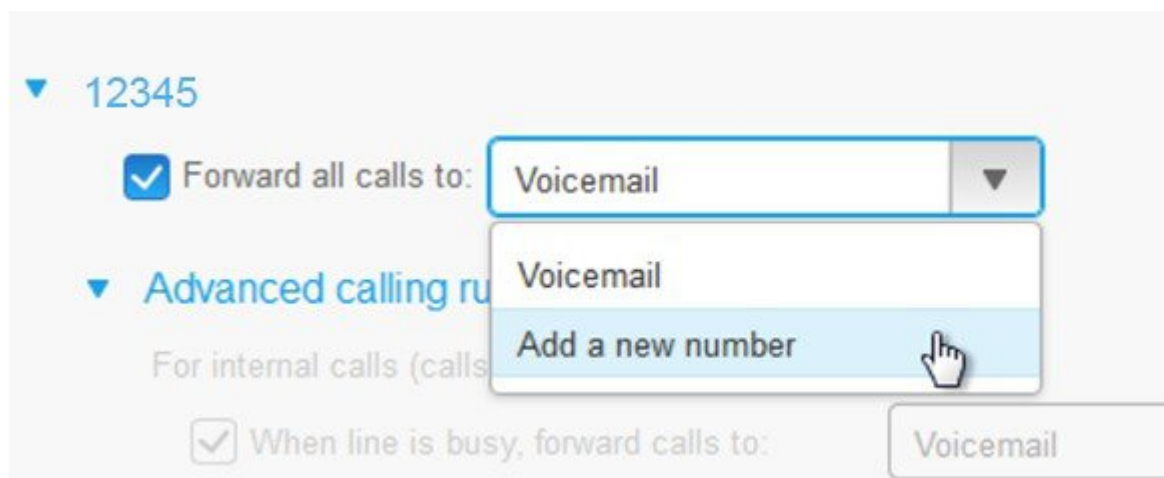 12345
Forward all calls to: Voicemail
Voicemail
Advanced calling ru
Add a new number
For internal calls (calls
When line is busy, forward calls to: Voicemail